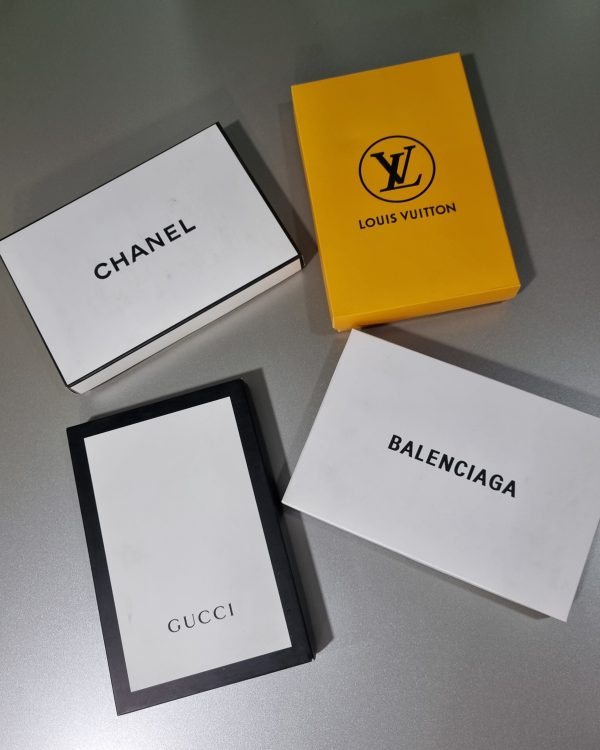 CHANEL
LV
LOUIS VUITTON
BALENCIAGA
GUCCI